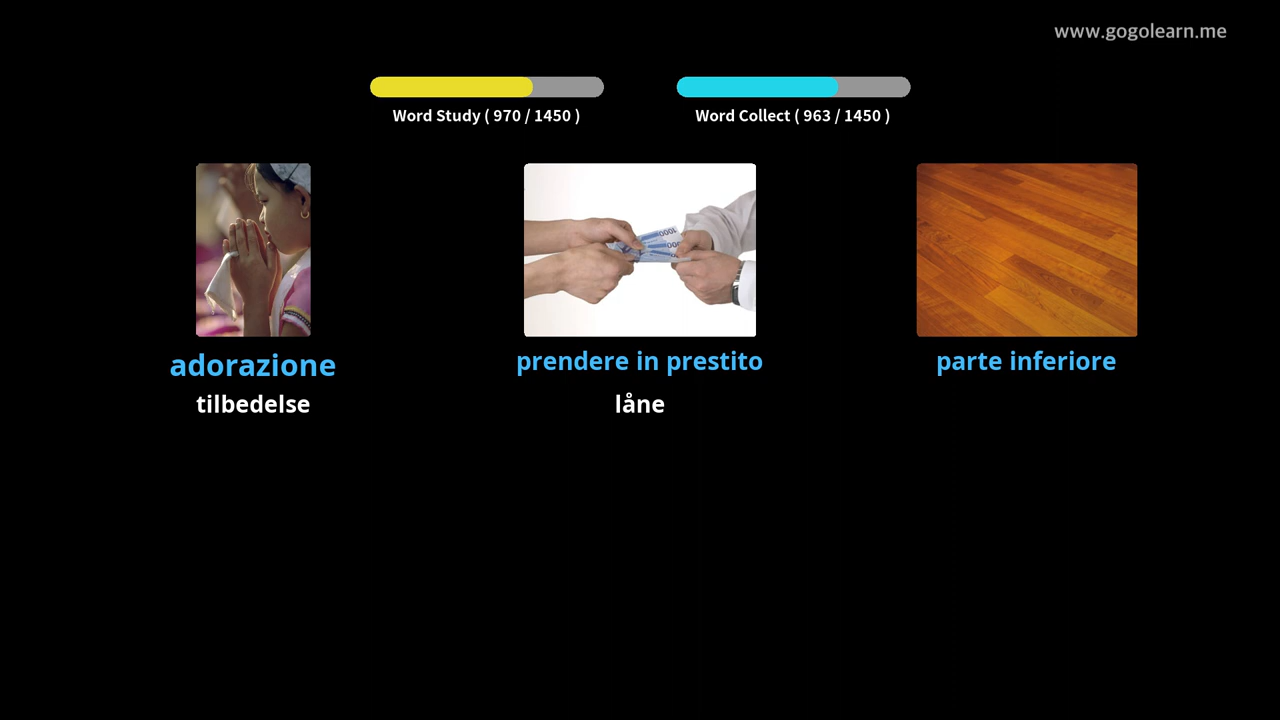 www.gogolearn.me
Word Study ( 970 / 1450 )
Word Collect ( 963 / 1450 )
adorazione
tilbedelse
prendere in prestito
låne
parte inferiore